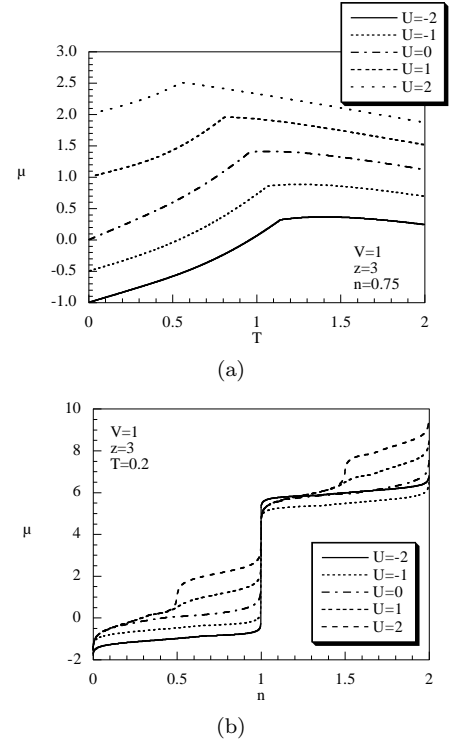 U=-2
U=-1
U=0
U=1
U=2
3.0
2.5
2.0
1.5
1.0
0.5
0.0
-0.5
-1.0
μ
V=1
z=3
n=0.75
0 0.5 1 1.5 2
T
(a)
10
8
6
4
2
0
-2
μ
V=1
z=3
T=0.2
U=-2
U=-1
U=0
U=1
U=2
0 0.5 1 1.5 2
n
(b)